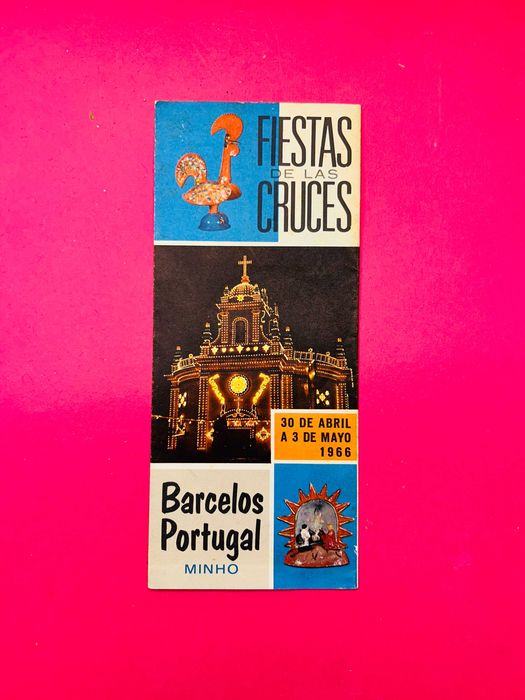 FIESTAS
DE LAS
CRUCES
30 DE ABRIL
A 3 DE MAYO
1966
Barcelos
Portugal
MINHO